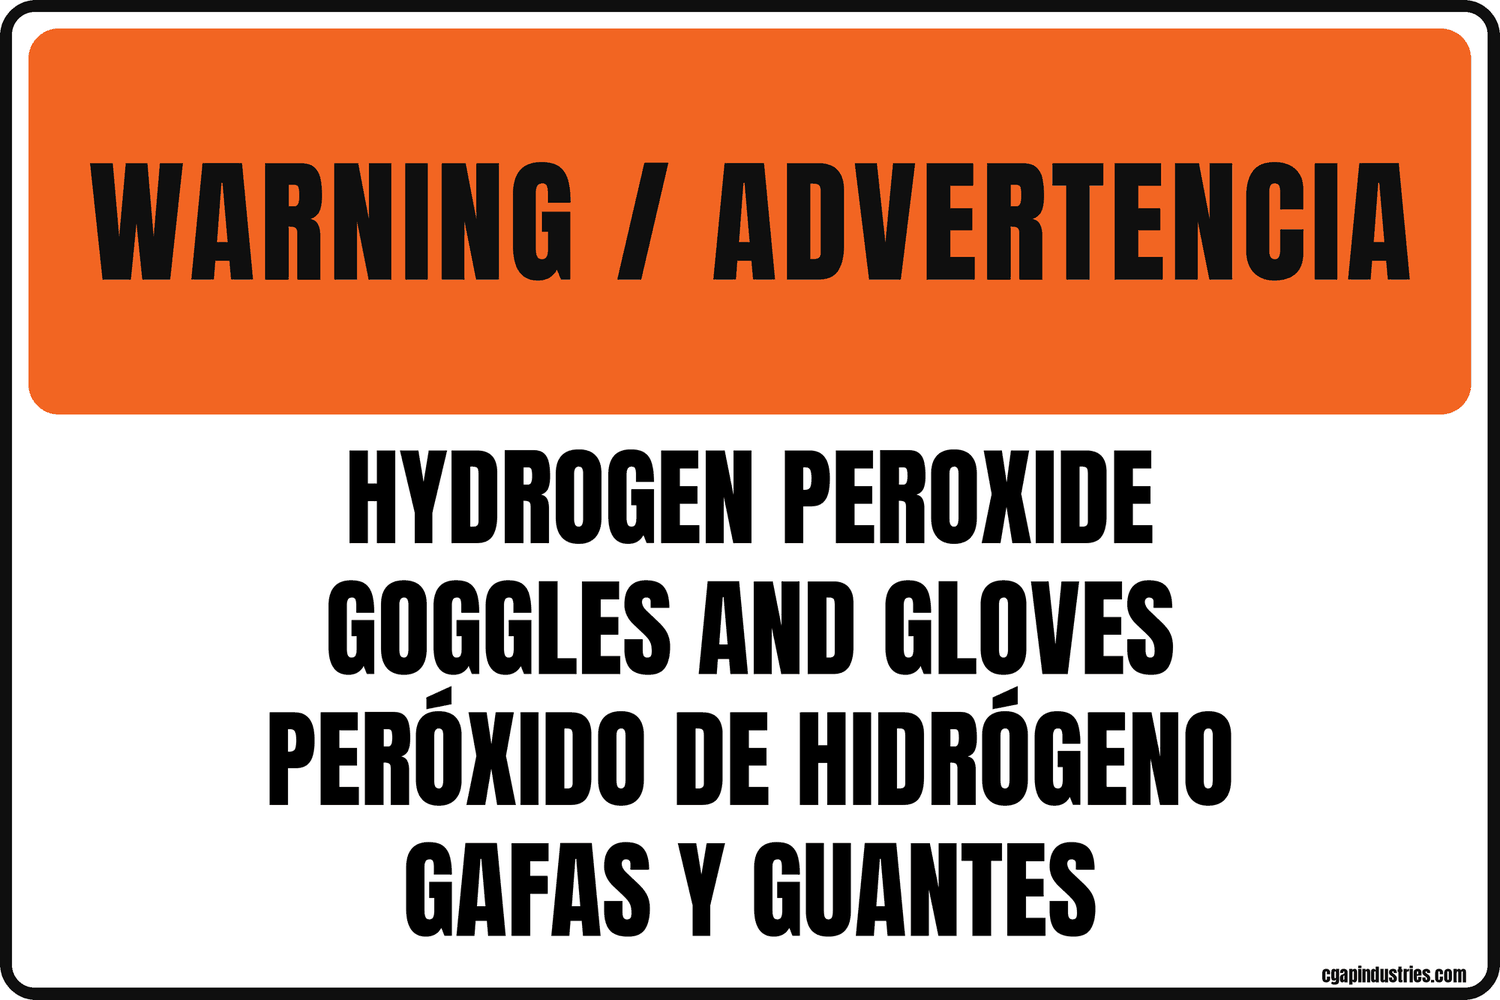 WARNING / ADVERTENCIA
HYDROGEN PEROXIDE
GOGGLES AND GLOVES
PERÓXIDO DE HIDRÓGENO
GAFAS Y GUANTES
cgapindustries.com